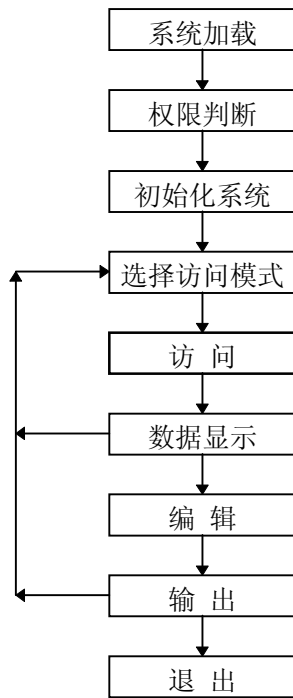 系统加载
权限判断
初始化系统
选择访问模式
访 问
数据显示
编 辑
输 出
退 出